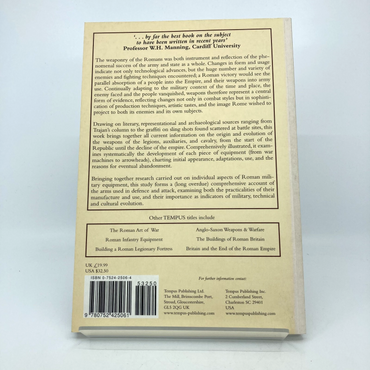 '. . . by far the best book on the subject
to have been written in recent years'
Professor W.H. Manning, Cardiff University
The weaponry of the Romans was both instrument and reflection of the phe-
nomenal success of the army and state as a whole. Changes in form and usage
indicate not only technological advances, but the huge number and variety of
enemies and fighting techniques encountered; a Roman victory would see the
parallel absorption of a people into the Empire, and their weapons into army
use. Continually adapting to the military context of the time and place, the
enemy faced and the people vanquished, weapons therefore represent a central
form of evidence, reflecting changes not only in combat styles but in sophisti-
cation of production techniques, artistic tastes, and the image Rome wished to
project to both its enemies and its own subjects.
Drawing on literary, representational and archaeological sources ranging from
Trajan's column to the graffiti on sling shots found scattered at battle sites, this
work brings together all current information on the origin and evolution of
the weapons of the legions, auxiliaries, and cavalry, from the start of the
Republic until the decline of the empire. Comprehensively illustrated, it exam-
ines systematically the development of each piece of equipment (from war
machines to arrowheads), charting initial appearance, adaptations, use, and the
reasons for eventual abandonment.
Bringing together research carried out on individual aspects of Roman mili-
tary equipment, this study forms a (long overdue) comprehensive account of
the arms used in defence and attack, examining both the practicalities of their
manufacture and use, and their importance as indicators of military, technical
and cultural evolution.
Other TEMPUS titles include
The Roman Art of War
Anglo-Saxon Weapons & Warfare
Roman Infantry Equipment
The Buildings of Roman Britain
Building a Roman Legionary Fortress
Britain and the End of the Roman Empire
UK £19.99
USA $32.50
ISBN 0-7524-2506-4
53250
9 780752 425061
For further information contact:
Tempus Publishing Ltd.
The Mill, Brimscombe Port,
Stroud, Gloucestershire,
GL5 2QG UK
www.tempus-publishing.com
Tempus Publishing Inc.
2 Cumberland Street,
Charleston SC 29401
USA
www.tempus-publishing.com